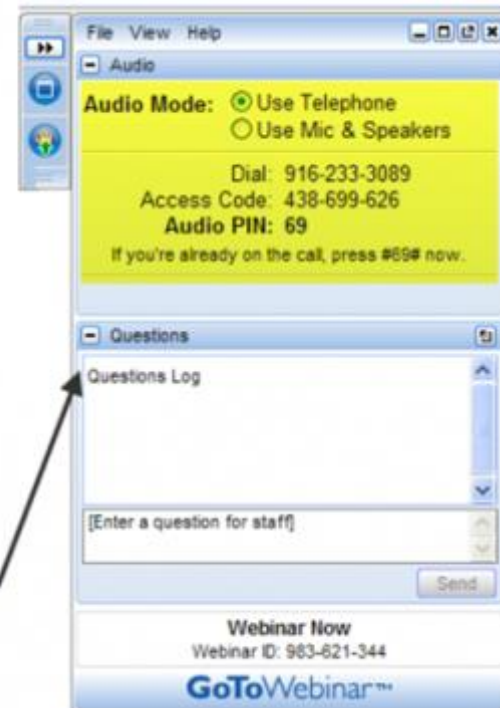 File View Help
Audio
Audio Mode: Use Telephone
Use Mic & Speakers
Dial: 916-233-3089
Access Code: 438-699-626
Audio PIN: 69
If you're already on the call, press #69# now.
Questions
Questions Log
[Enter a question for staff]
Send
Webinar Now
Webinar ID: 983-621-344
GoToWebinar™